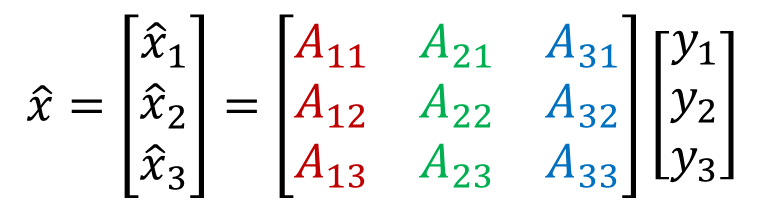 x̂ = [x̂₁ x̂₂ x̂₃] = [A₁₁ A₂₁ A₃₁ A₁₂ A₂₂ A₃₂ A₁₃ A₂₃ A₃₃] [y₁ y₂ y₃]